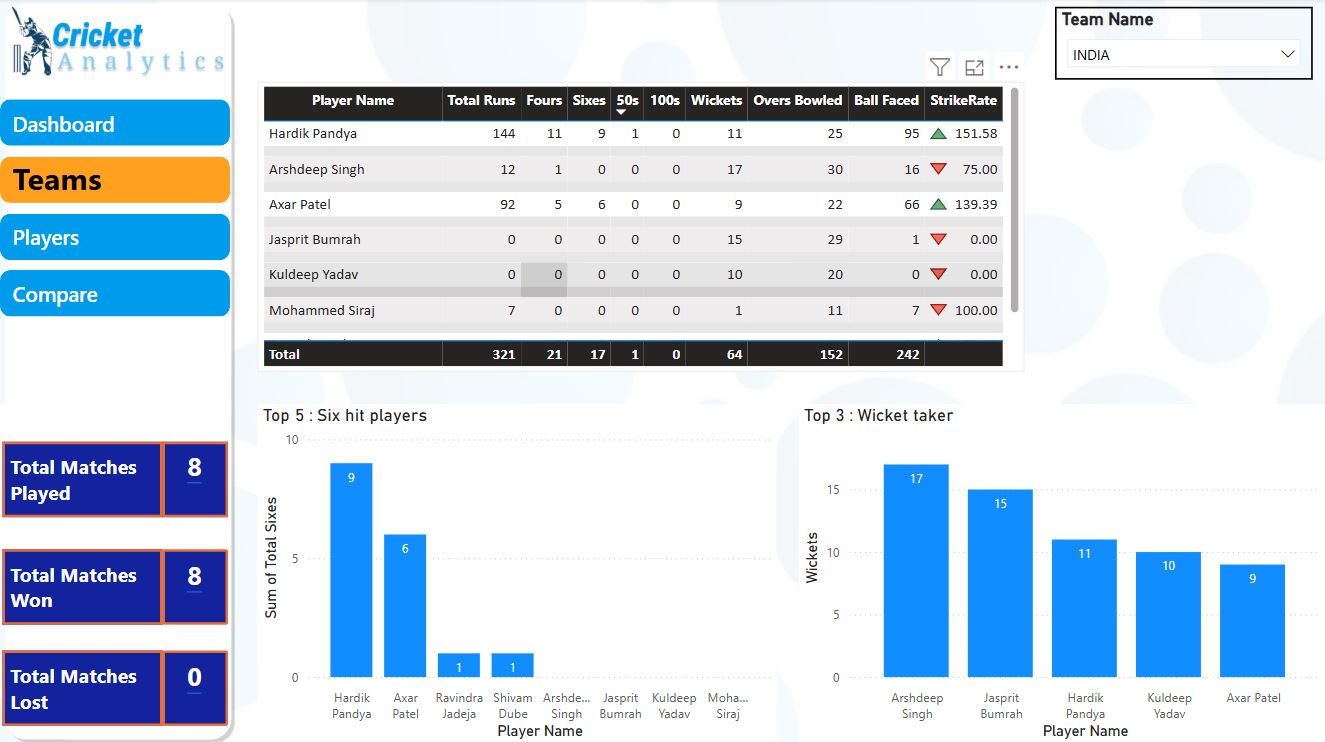 Cricket
Analytics
Team Name
INDIA
Dashboard
Teams
Players
Compare
Player Name Total Runs Fours Sixes 50s 100s Wickets Overs Bowled Ball Faced StrikeRate
Hardik Pandya 144 11 9 1 0 11 25 95 151.58
Arshdeep Singh 12 1 0 0 0 17 30 16 75.00
Axar Patel 92 5 6 0 0 9 22 66 139.39
Jasprit Bumrah 0 0 0 0 0 15 29 1 0.00
Kuldeep Yadav 0 0 0 0 0 10 20 0 0.00
Mohammed Siraj 7 0 0 0 0 1 11 7 100.00
Total 321 21 17 1 0 64 152 242
Total Matches
Played
8
Total Matches
Won
8
Total Matches
Lost
0
Top 5 : Six hit players
Sum of Total Sixes
10
5
0
9
6
1
1
Hardik Pandya
Axar Patel
Ravindra Jadeja
Shivam Dube
Arshde... Singh
Jasprit Bumrah
Kuldeep Yadav
Moha... Siraj
Player Name
Top 3 : Wicket taker
Wickets
15
10
5
0
17
15
11
10
9
Arshdeep Singh
Jasprit Bumrah
Hardik Pandya
Kuldeep Yadav
Axar Patel
Player Name